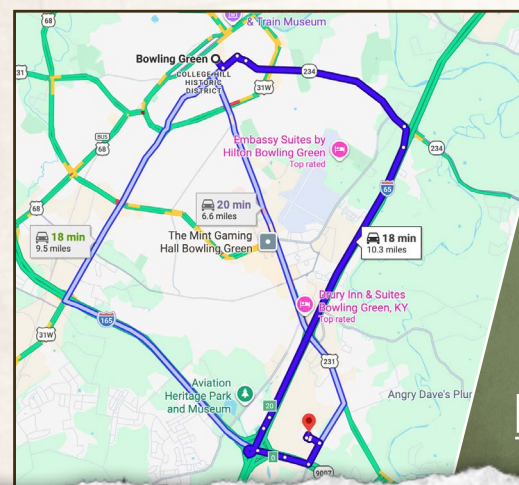 68
& Train Museum
31
Bowling Green
COLLEGE HILL
HISTORIC
DISTRICT
31W
234
BUS
68
Embassy Suites by
Hilton Bowling Green
Top rated
234
65
68
20 min
6.6 miles
18 min
9.5 miles
The Mint Gaming
Hall Bowling Green
18 min
10.3 miles
Drury Inn & Suites
Bowling Green, KY
Top rated
165
31W
231
Aviation
Heritage Park
and Museum
Angry Dave's Plu
20
9007